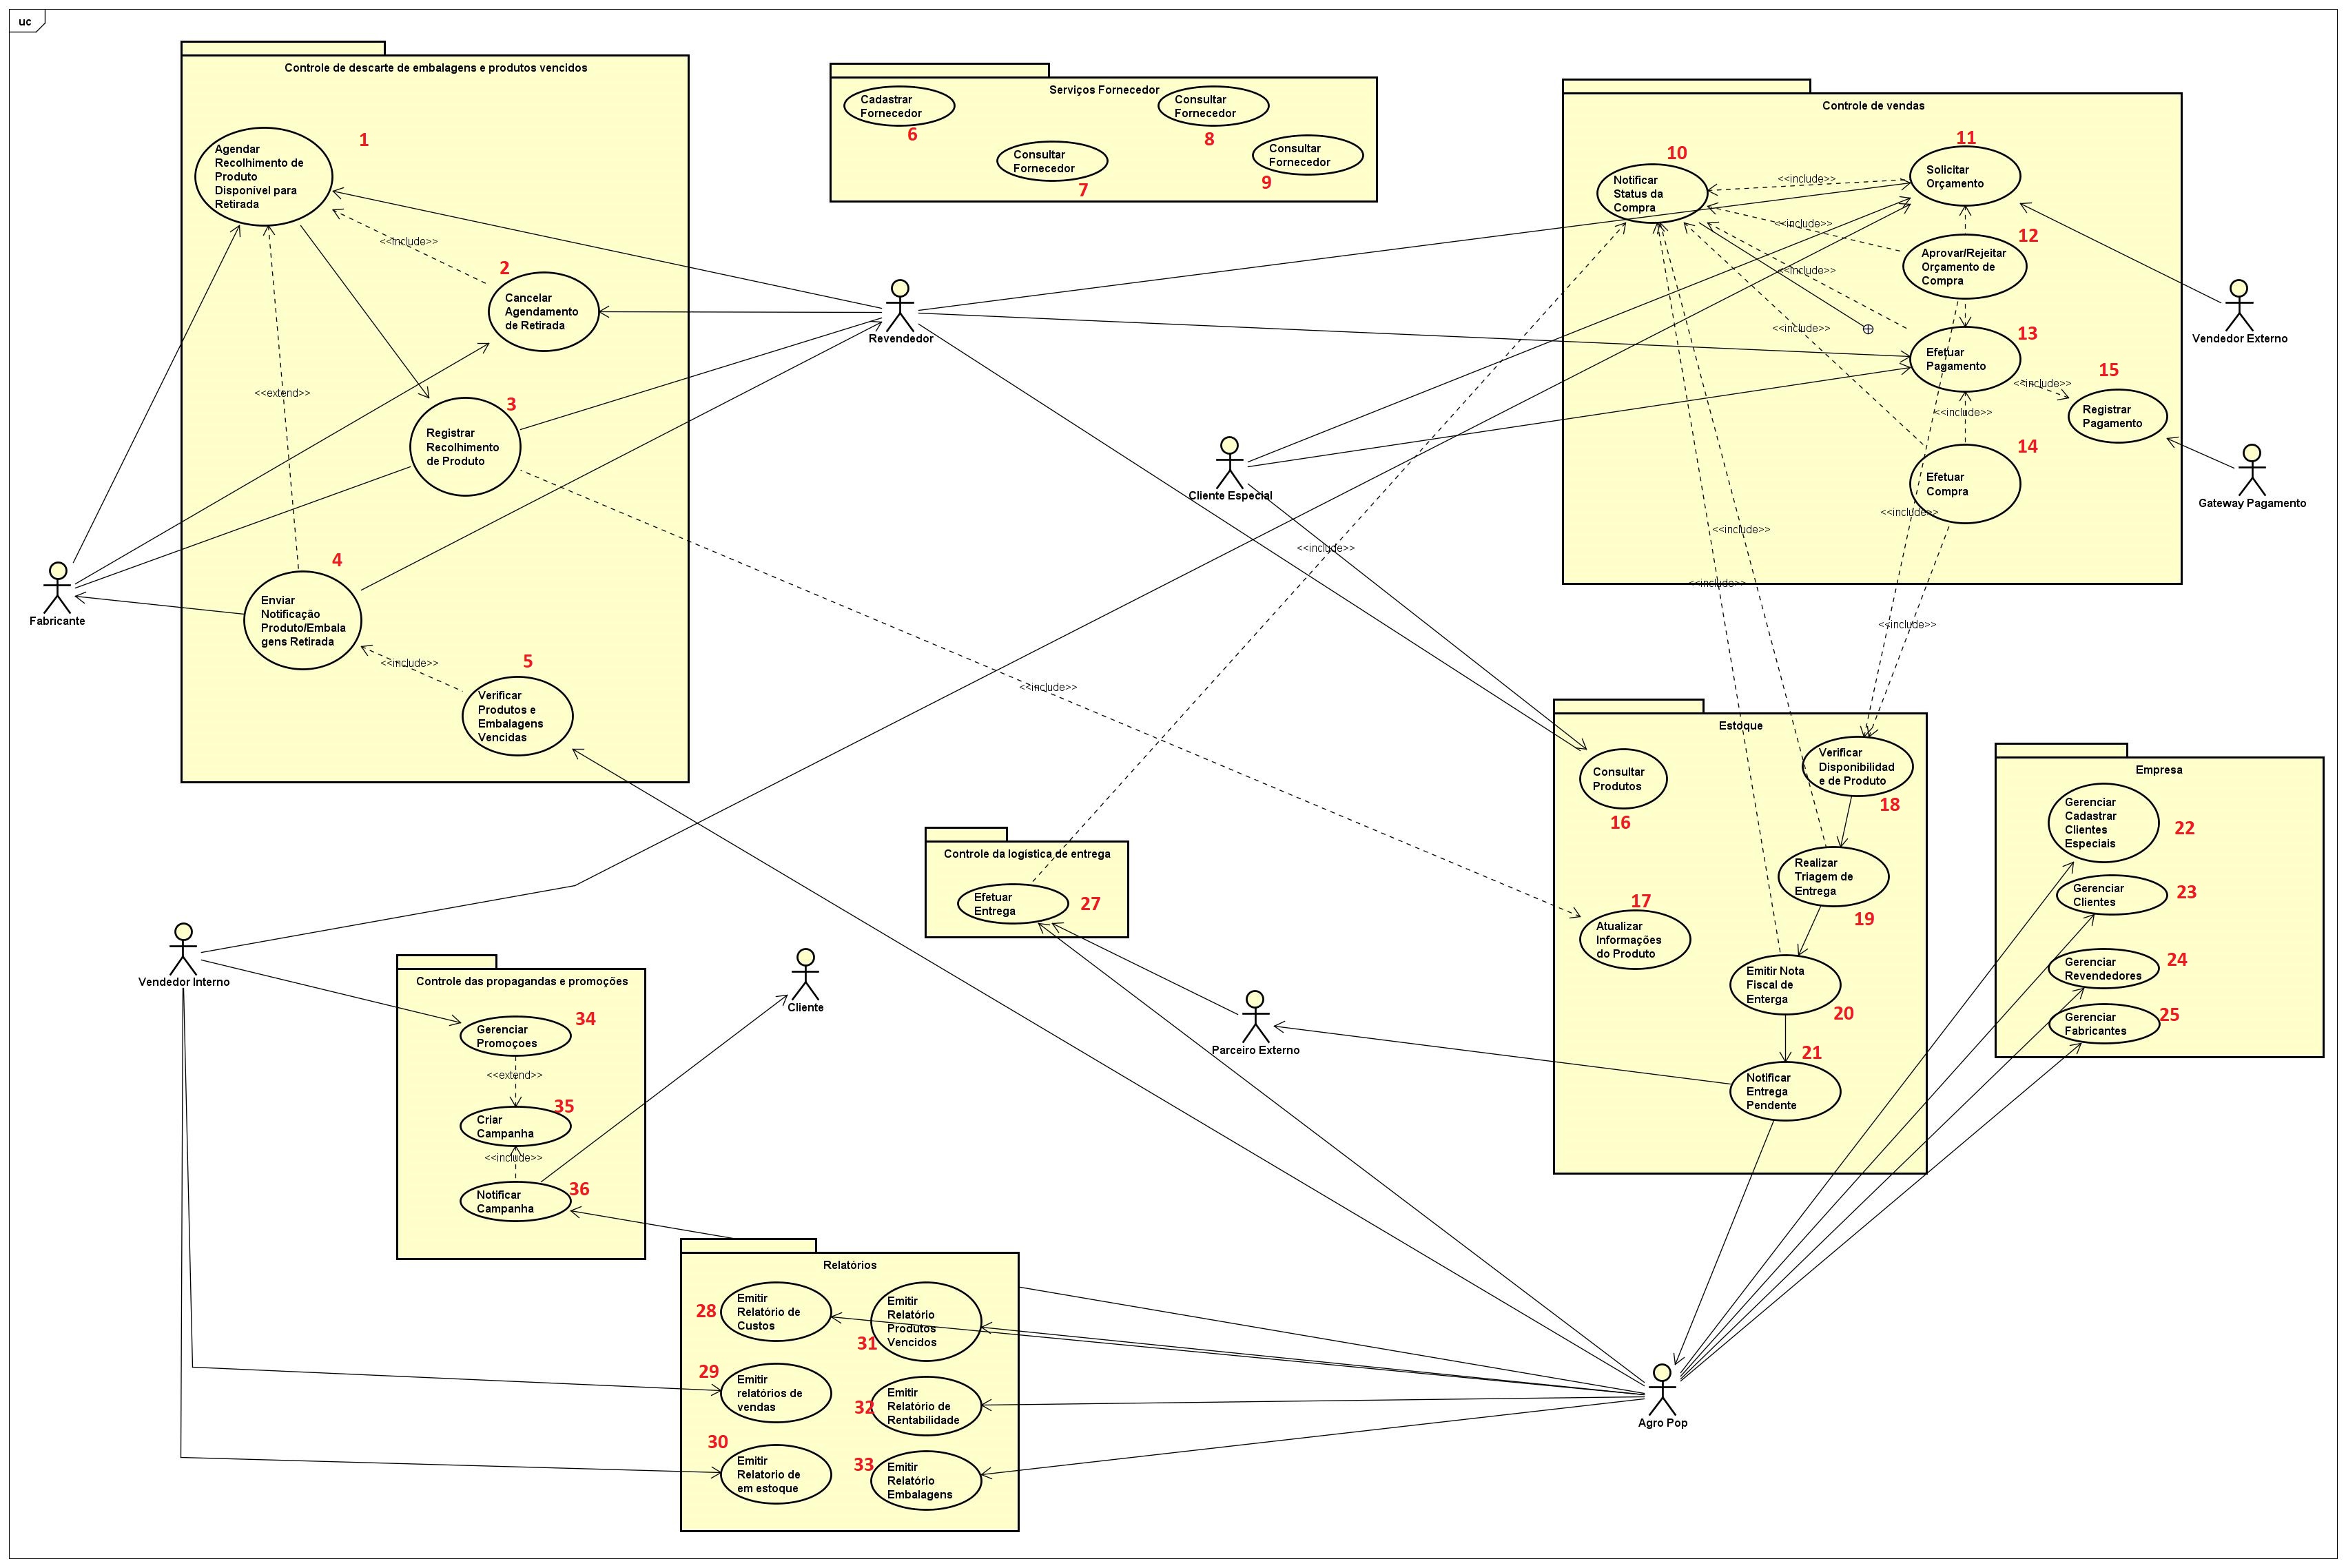 uc
Controle de descarte de embalagens e produtos vencidos
1
Agendar
Recolhimento de
Produto
Disponível para
Retirada
<<include>>
2
Cancelar
Agendamento
de Retirada
<<extend>>
3
Registrar
Recolhimento
de Produto
4
Enviar
Notificação
Produto/Embala
gens Retirada
<<include>>
5
Verificar
Produtos e
Embalagens
Vencidas
Serviços Fornecedor
Cadastrar
Fornecedor
6
Consultar
Fornecedor
7
Consultar
Fornecedor
8
Consultar
Fornecedor
9
Controle de vendas
10
Notificar
Status da
Compra
11
Solicitar
Orçamento
<<include>>
<<include>>
12
Aprovar/Rejeitar
Orçamento de
Compra
<<include>>
<<include>>
13
Efetuar
Pagamento
<<include>>
15
Registrar
Pagamento
<<include>>
14
Efetuar
Compra
<<include>>
<<include>>
<<include>>
<<include>>
<<include>>
<<include>>
Revendedor
Vendedor Externo
Cliente Especial
Gateway Pagamento
Fabricante
Estoque
Consultar
Produtos
16
Verificar
Disponibilidad
e de Produto
18
Realizar
Triagem de
Entrega
19
17
Atualizar
Informações
do Produto
Emitir Nota
Fiscal de
Enterga
20
21
Notificar
Entrega
Pendente
Empresa
Gerenciar
Cadastrar
Clientes
Especiais
22
Gerenciar
Clientes
23
Gerenciar
Revendedores
24
Gerenciar
Fabricantes
25
Controle da logística de entrega
Efetuar
Entrega
27
Vendedor Interno
Cliente
Parceiro Externo
Controle das propagandas e promoções
Gerenciar
Promoçoes
34
<<extend>>
35
Criar
Campanha
<<include>>
Notificar
Campanha
36
Relatórios
28
Emitir
Relatório de
Custos
Emitir
Relatório
Produtos
Vencidos
31
29
Emitir
relatórios de
vendas
32
Emitir
Relatório de
Rentabilidade
30
Emitir
Relatorio de
em estoque
33
Emitir
Relatório
Embalagens
Agro Pop